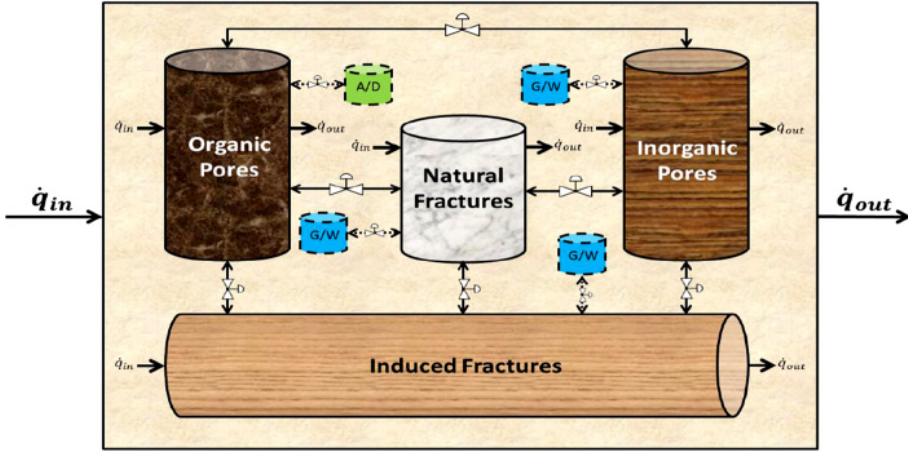 A/D
G/W
q̇in
Organic
Pores
q̇out
q̇in
Natural
Fractures
q̇out
q̇in
Inorganic
Pores
q̇out
q̇in
q̇out
G/W
G/W
D
D
D
D
q̇in
Induced Fractures
q̇out